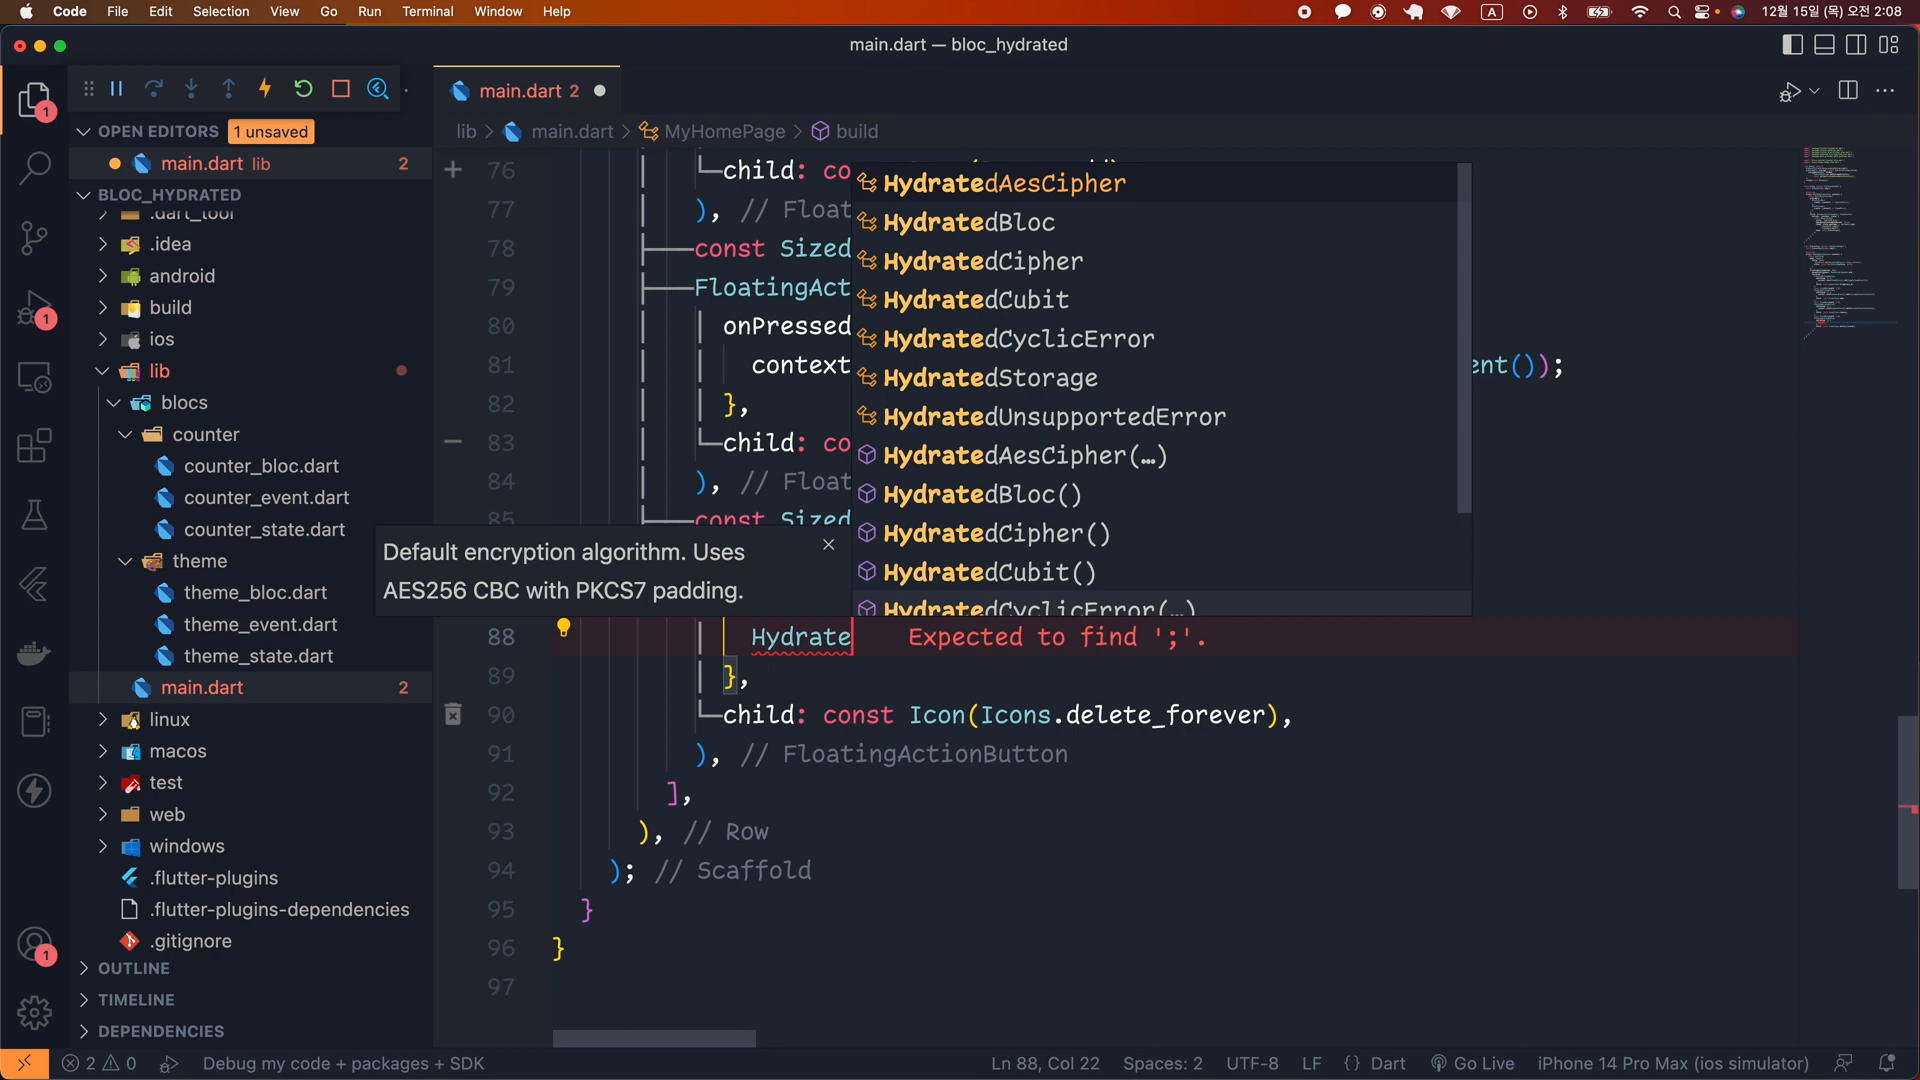 Code File Edit Selection View Go Run Terminal Window Help
A 12월 15일 (목) 오전 2:08
main.dart — bloc_hydrated
main.dart 2
OPEN EDITORS 1 unsaved
lib > main.dart > MyHomePage > build
main.dart lib 2
BLOC_HYDRATED
.dart_tool
.idea
android
build
ios
lib
blocs
counter
counter_bloc.dart
counter_event.dart
counter_state.dart
theme
theme_bloc.dart
theme_event.dart
theme_state.dart
main.dart 2
linux
macos
test
web
windows
.flutter-plugins
.flutter-plugins-dependencies
.gitignore
OUTLINE
TIMELINE
DEPENDENCIES
1
1
1
76 child: co
77 ), // Float
78 const Sized
79 FloatingAct
80 onPressed
81 context ent());
82 },
83 child: co
84 ), // Float
85 const Sized
HydratedAesCipher
HydratedBloc
HydratedCipher
HydratedCubit
HydratedCyclicError
HydratedStorage
HydratedUnsupportedError
HydratedAesCipher(…)
HydratedBloc()
HydratedCipher()
HydratedCubit()
HydratedCyclicError(…)
Default encryption algorithm. Uses
AES256 CBC with PKCS7 padding.
88 Hydrate Expected to find ';'.
89 },
90 child: const Icon(Icons.delete_forever),
91 ), // FloatingActionButton
92 ],
93 ), // Row
94 ); // Scaffold
95 }
96 }
97
2 0 Debug my code + packages + SDK Ln 88, Col 22 Spaces: 2 UTF-8 LF {} Dart Go Live iPhone 14 Pro Max (ios simulator)